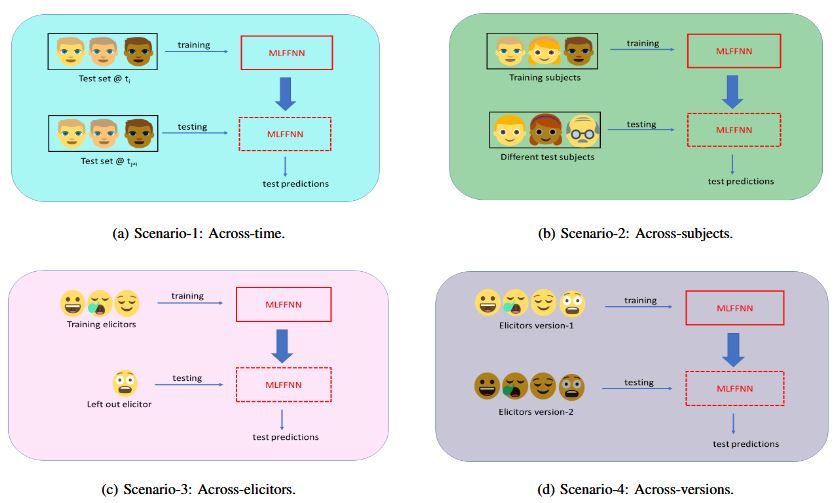 training
MLFFNN
Test set @ ti
testing
MLFFNN
Test set @ tj≠i
test predictions
(a) Scenario-1: Across-time.
training
MLFFNN
Training subjects
testing
MLFFNN
Different test subjects
test predictions
(b) Scenario-2: Across-subjects.
training
MLFFNN
Training elicitors
testing
MLFFNN
Left out elicitor
test predictions
(c) Scenario-3: Across-elicitors.
training
MLFFNN
Elicitors version-1
testing
MLFFNN
Elicitors version-2
test predictions
(d) Scenario-4: Across-versions.